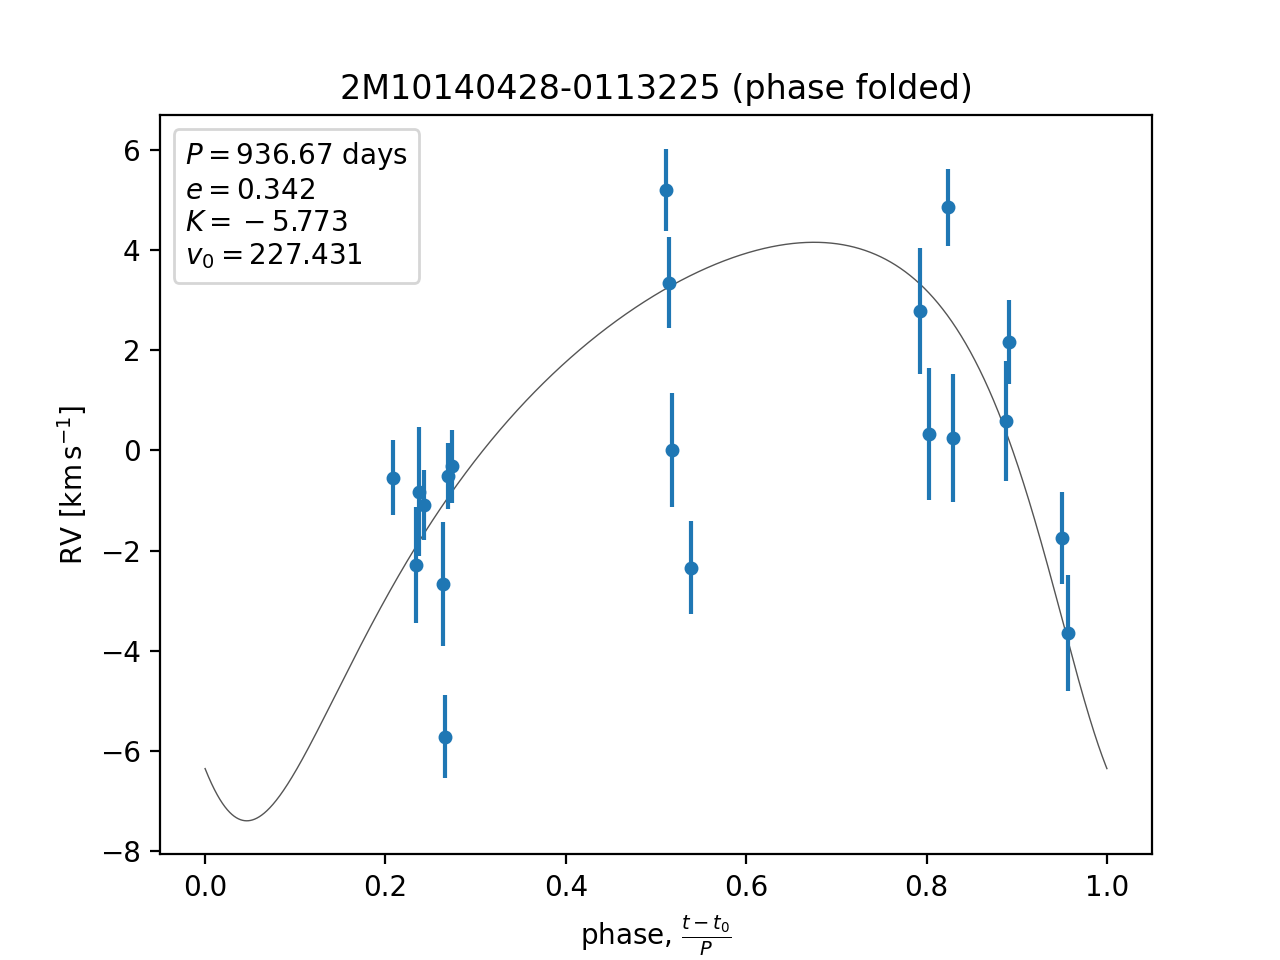 2M10140428-0113225 (phase folded)
P = 936.67 days
e = 0.342
K = −5.773
v₀ = 227.431
6
4
2
0
−2
−4
−6
−8
RV [km s⁻¹]
0.0 0.2 0.4 0.6 0.8 1.0
phase, (t − t₀)/P